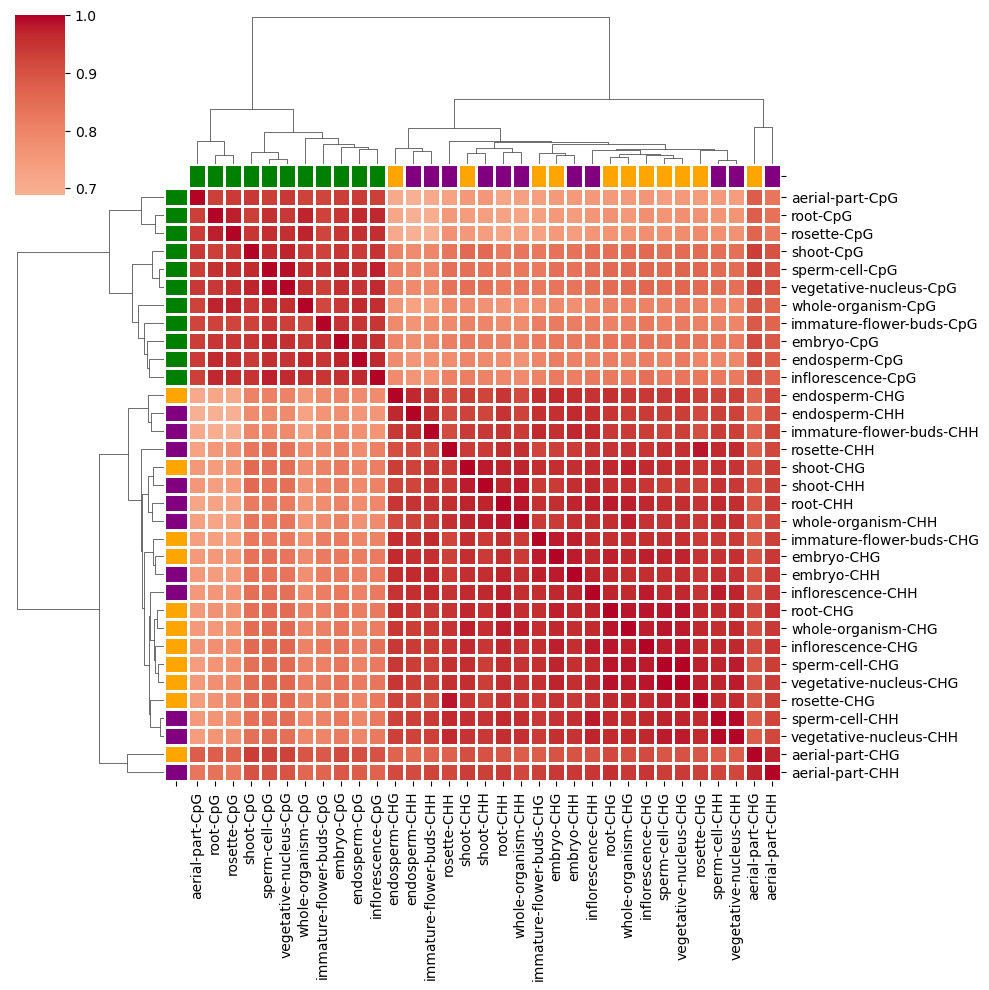 1.0
0.9
0.8
0.7
aerial-part-CpG
root-CpG
rosette-CpG
shoot-CpG
sperm-cell-CpG
vegetative-nucleus-CpG
whole-organism-CpG
immature-flower-buds-CpG
embryo-CpG
endosperm-CpG
inflorescence-CpG
endosperm-CHG
endosperm-CHH
immature-flower-buds-CHH
rosette-CHH
shoot-CHG
shoot-CHH
root-CHH
whole-organism-CHH
immature-flower-buds-CHG
embryo-CHG
embryo-CHH
inflorescence-CHH
root-CHG
whole-organism-CHG
inflorescence-CHG
sperm-cell-CHG
vegetative-nucleus-CHG
rosette-CHG
sperm-cell-CHH
vegetative-nucleus-CHH
aerial-part-CHG
aerial-part-CHH
aerial-part-CpG
root-CpG
rosette-CpG
shoot-CpG
sperm-cell-CpG
vegetative-nucleus-CpG
whole-organism-CpG
immature-flower-buds-CpG
embryo-CpG
endosperm-CpG
inflorescence-CpG
endosperm-CHG
endosperm-CHH
immature-flower-buds-CHH
rosette-CHH
shoot-CHG
shoot-CHH
root-CHH
whole-organism-CHH
immature-flower-buds-CHG
embryo-CHG
embryo-CHH
inflorescence-CHH
root-CHG
whole-organism-CHG
inflorescence-CHG
sperm-cell-CHG
vegetative-nucleus-CHG
rosette-CHG
sperm-cell-CHH
vegetative-nucleus-CHH
aerial-part-CHG
aerial-part-CHH